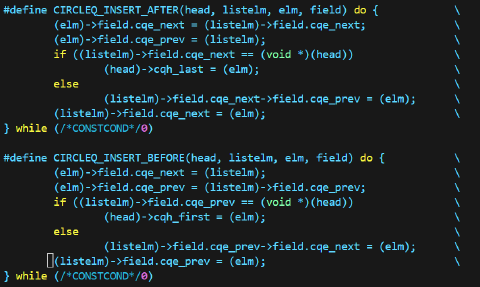 #define CIRCLEQ_INSERT_AFTER(head, listelm, elm, field) do { \
(elm)->field.cqe_next = (listelm)->field.cqe_next; \
(elm)->field.cqe_prev = (listelm); \
if ((listelm)->field.cqe_next == (void *)(head)) \
(head)->cqh_last = (elm); \
else \
(listelm)->field.cqe_next->field.cqe_prev = (elm); \
(listelm)->field.cqe_next = (elm); \
} while (/*CONSTCOND*/0)
#define CIRCLEQ_INSERT_BEFORE(head, listelm, elm, field) do { \
(elm)->field.cqe_next = (listelm); \
(elm)->field.cqe_prev = (listelm)->field.cqe_prev; \
if ((listelm)->field.cqe_prev == (void *)(head)) \
(head)->cqh_first = (elm); \
else \
(listelm)->field.cqe_prev->field.cqe_next = (elm); \
(listelm)->field.cqe_prev = (elm); \
} while (/*CONSTCOND*/0)